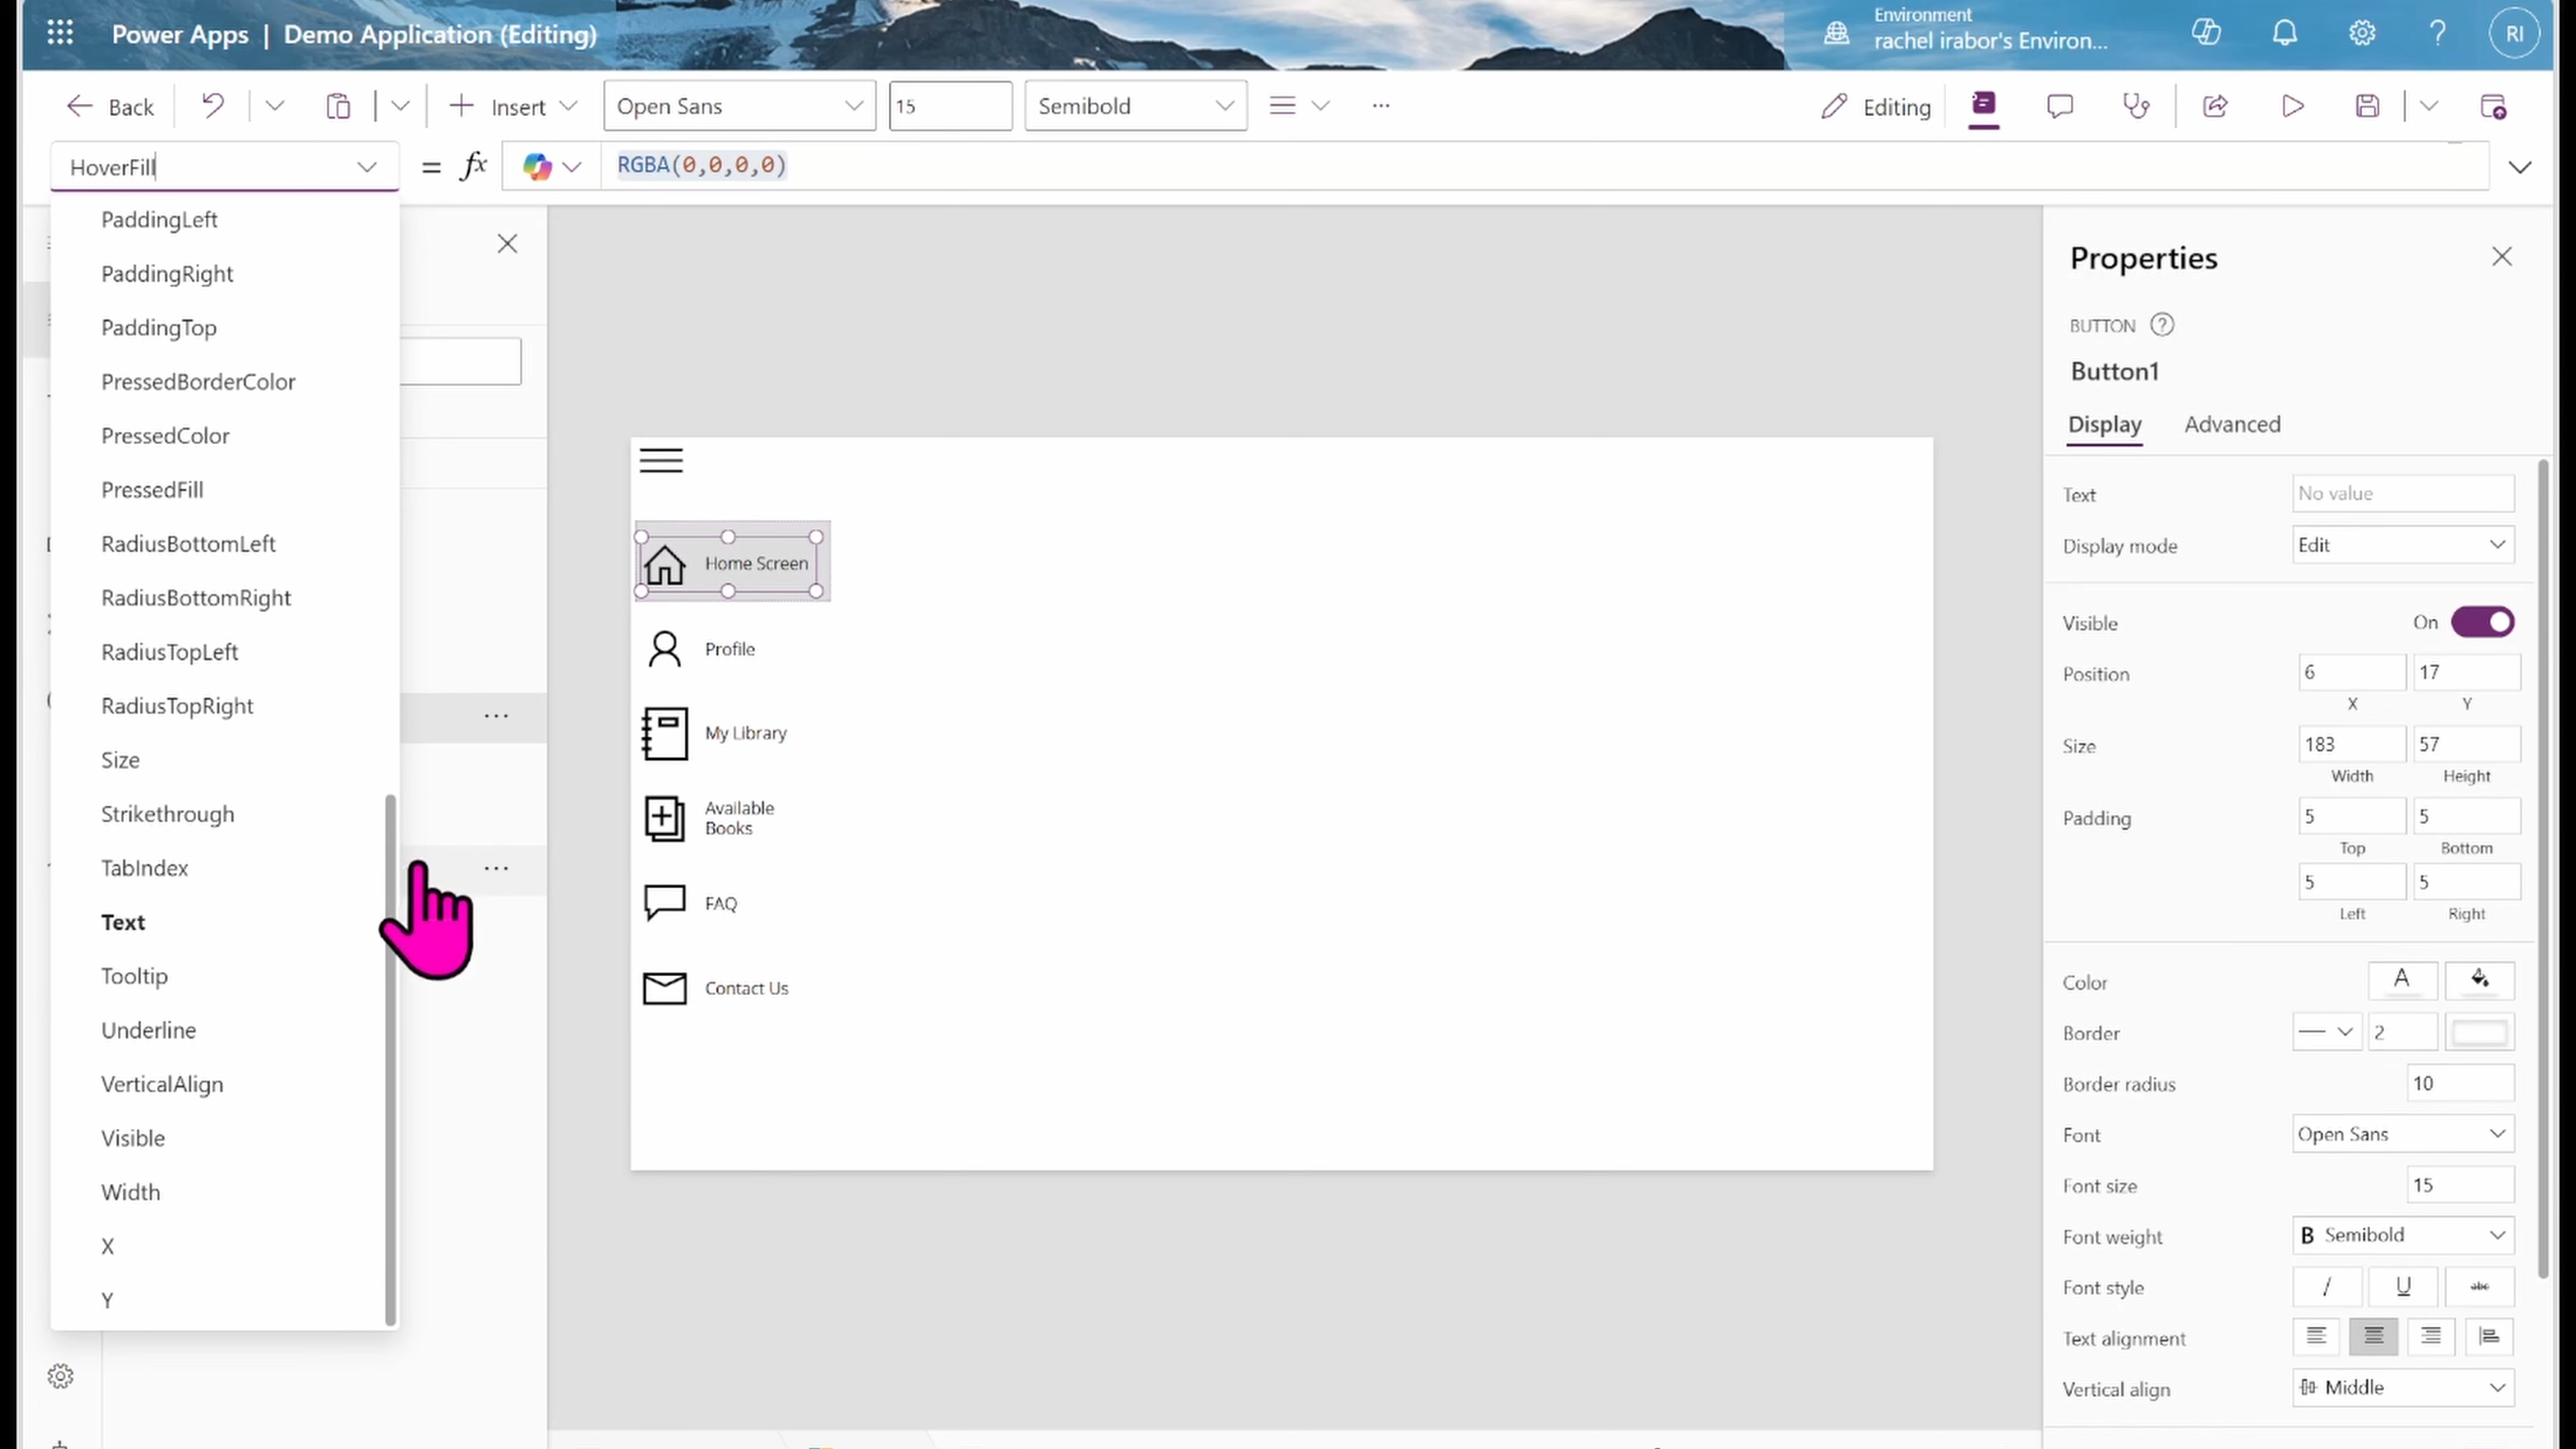 Power Apps | Demo Application (Editing)
Environment
rachel irabor's Environ...
RI
Back
Insert
Open Sans
15
Semibold
...
Editing
HoverFill
= fx
RGBA(0,0,0,0)
PaddingLeft
PaddingRight
PaddingTop
PressedBorderColor
PressedColor
PressedFill
RadiusBottomLeft
RadiusBottomRight
RadiusTopLeft
RadiusTopRight
Size
Strikethrough
TabIndex
Text
Tooltip
Underline
VerticalAlign
Visible
Width
X
Y
Home Screen
Profile
My Library
Available
Books
FAQ
Contact Us
Properties
BUTTON ?
Button1
Display Advanced
Text No value
Display mode Edit
Visible On
Position 6 17
X Y
Size 183 57
Width Height
Padding 5 5
Top Bottom
5 5
Left Right
Color A
Border 2
Border radius 10
Font Open Sans
Font size 15
Font weight B Semibold
Font style / U abc
Text alignment
Vertical align Middle